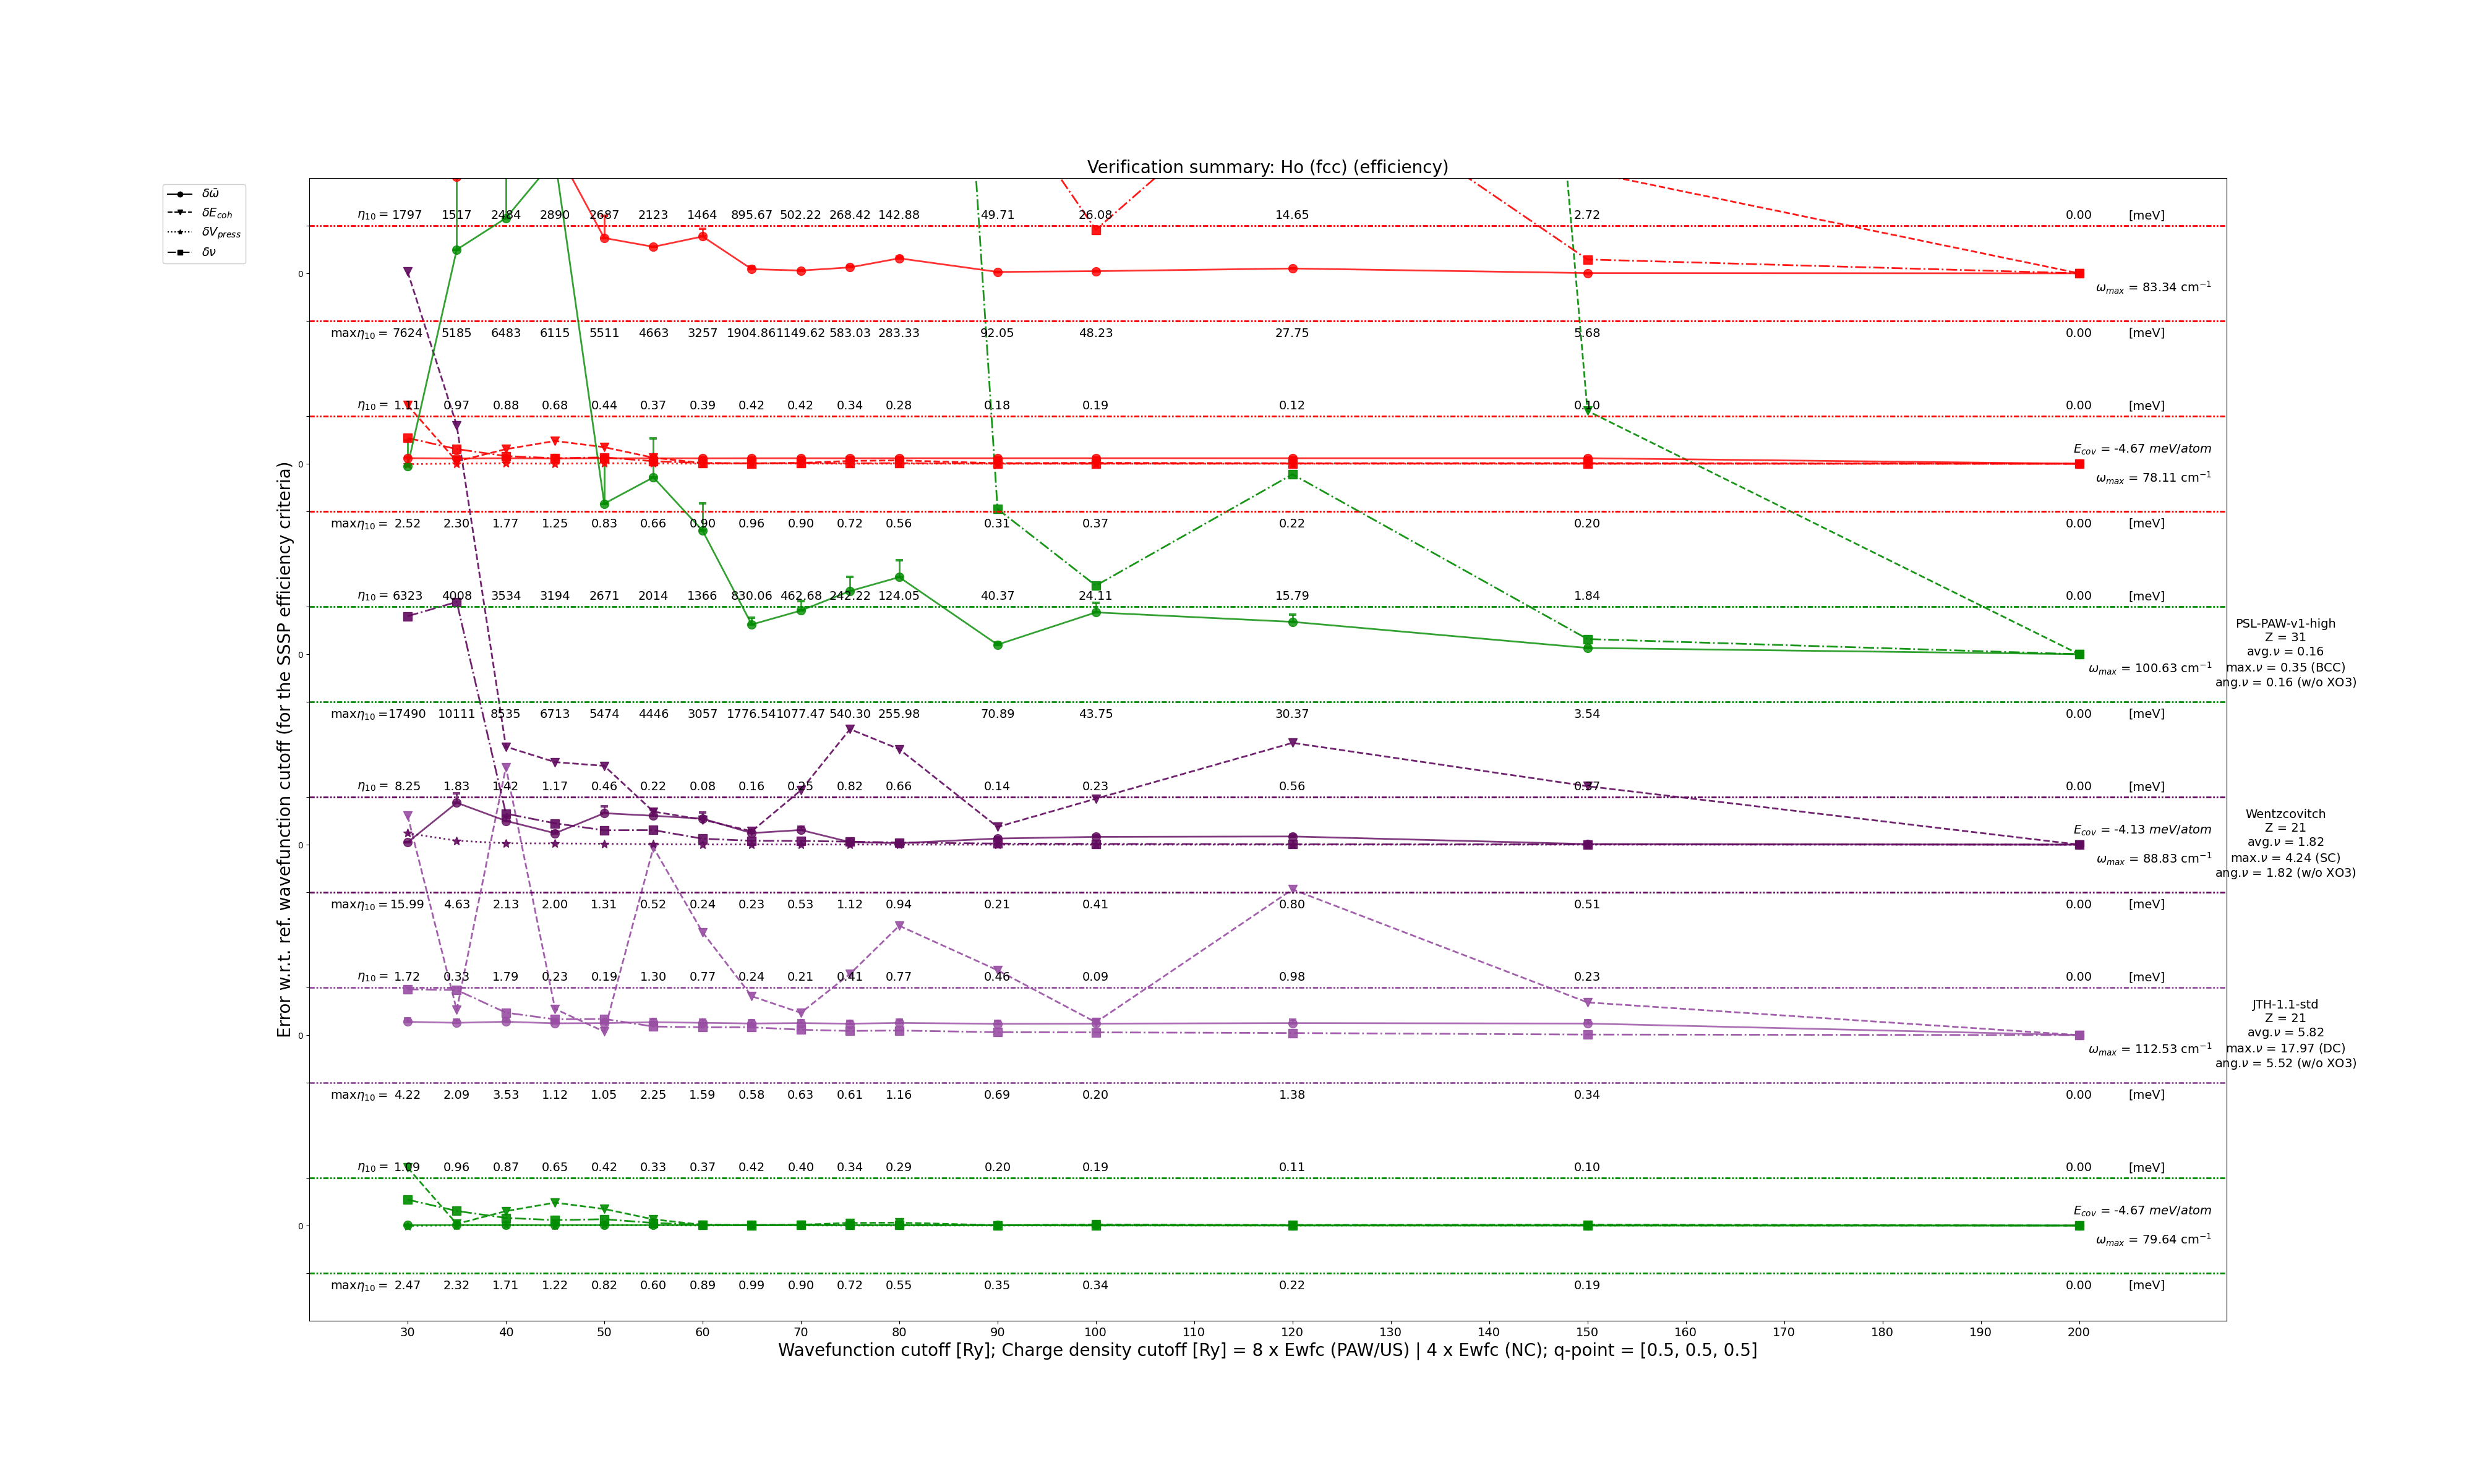 Verification summary: Ho (fcc) (efficiency)
δω̄
δE_coh
δV_press
δν
Error w.r.t. ref. wavefunction cutoff (for the SSSP efficiency criteria)
η₁₀ = 1797 1517 2484 2890 2687 2123 1464 895.67 502.22 268.42 142.88 49.71 26.08 14.65 2.72 0.00 [meV]
0
ω_max = 83.34 cm⁻¹
maxη₁₀ = 7624 5185 6483 6115 5511 4663 3257 1904.86 1149.62 583.03 283.33 92.05 48.23 27.75 5.68 0.00 [meV]
η₁₀ = 1.11 0.97 0.88 0.68 0.44 0.37 0.39 0.42 0.42 0.34 0.28 0.18 0.19 0.12 0.10 0.00 [meV]
E_cov = -4.67 meV/atom
0
ω_max = 78.11 cm⁻¹
maxη₁₀ = 2.52 2.30 1.77 1.25 0.83 0.66 0.90 0.96 0.90 0.72 0.56 0.31 0.37 0.22 0.20 0.00 [meV]
η₁₀ = 6323 4008 3534 3194 2671 2014 1366 830.06 462.68 242.22 124.05 40.37 24.11 15.79 1.84 0.00 [meV]
0
ω_max = 100.63 cm⁻¹
PSL-PAW-v1-high
Z = 31
avg.ν = 0.16
max.ν = 0.35 (BCC)
ang.ν = 0.16 (w/o XO3)
maxη₁₀ = 17490 10111 8535 6713 5474 4446 3057 1776.54 1077.47 540.30 255.98 70.89 43.75 30.37 3.54 0.00 [meV]
η₁₀ = 8.25 1.83 1.42 1.17 0.46 0.22 0.08 0.16 0.25 0.82 0.66 0.14 0.23 0.56 0.37 0.00 [meV]
E_cov = -4.13 meV/atom
0
ω_max = 88.83 cm⁻¹
Wentzcovitch
Z = 21
avg.ν = 1.82
max.ν = 4.24 (SC)
ang.ν = 1.82 (w/o XO3)
maxη₁₀ = 15.99 4.63 2.13 2.00 1.31 0.52 0.24 0.23 0.53 1.12 0.94 0.21 0.41 0.80 0.51 0.00 [meV]
η₁₀ = 1.72 0.33 1.79 0.23 0.19 1.30 0.77 0.24 0.21 0.41 0.77 0.46 0.09 0.98 0.23 0.00 [meV]
0
ω_max = 112.53 cm⁻¹
JTH-1.1-std
Z = 21
avg.ν = 5.82
max.ν = 17.97 (DC)
ang.ν = 5.52 (w/o XO3)
maxη₁₀ = 4.22 2.09 3.53 1.12 1.05 2.25 1.59 0.58 0.63 0.61 1.16 0.69 0.20 1.38 0.34 0.00 [meV]
η₁₀ = 1.09 0.96 0.87 0.65 0.42 0.33 0.37 0.42 0.40 0.34 0.29 0.20 0.19 0.11 0.10 0.00 [meV]
E_cov = -4.67 meV/atom
0
ω_max = 79.64 cm⁻¹
maxη₁₀ = 2.47 2.32 1.71 1.22 0.82 0.60 0.89 0.99 0.90 0.72 0.55 0.35 0.34 0.22 0.19 0.00 [meV]
30 40 50 60 70 80 90 100 110 120 130 140 150 160 170 180 190 200
Wavefunction cutoff [Ry]; Charge density cutoff [Ry] = 8 x Ewfc (PAW/US) | 4 x Ewfc (NC); q-point = [0.5, 0.5, 0.5]